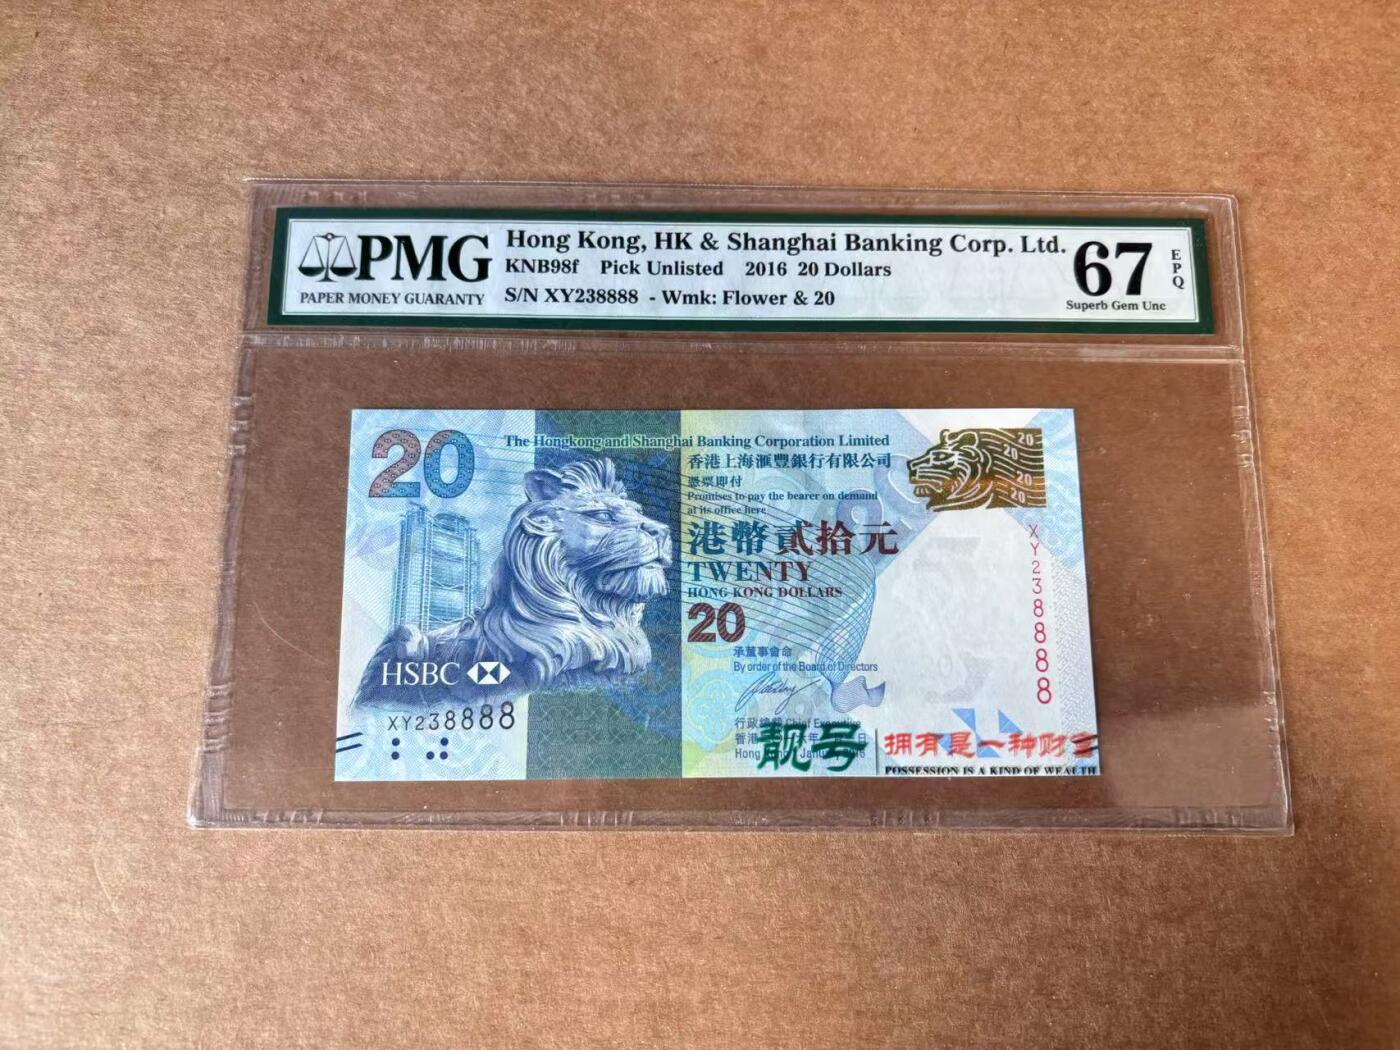 PMG
PAPER MONEY GUARANTY
Hong Kong, HK & Shanghai Banking Corp. Ltd.
KNB98f Pick Unlisted 2016 20 Dollars
S/N XY238888 - Wmk: Flower & 20
67
EPQ
Superb Gem Unc
20
The Hongkong and Shanghai Banking Corporation Limited
香港上海滙豐銀行有限公司
憑票即付
Promises to pay the bearer on demand
at its office here
港幣貳拾元
TWENTY
HONG KONG DOLLARS
20
承董事會命
By order of the Board of Directors
行政總裁 Chief Executive
20
20
20
20
XY238888
HSBC
XY238888
靓号
拥有是一种财富
POSSESSION IS A KIND OF WEALTH